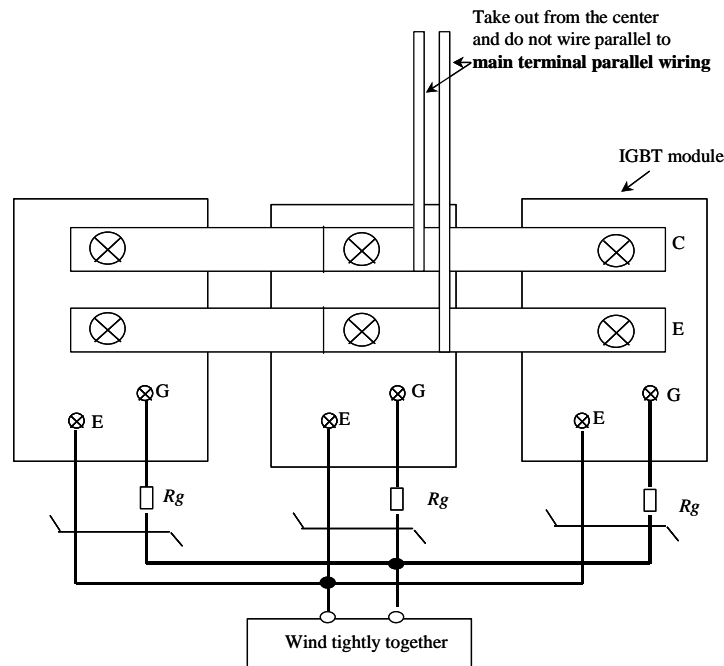 Take out from the center
and do not wire parallel to
main terminal parallel wiring
IGBT module
C
E
G
E
G
E
G
E
Rg
Rg
Rg
Wind tightly together